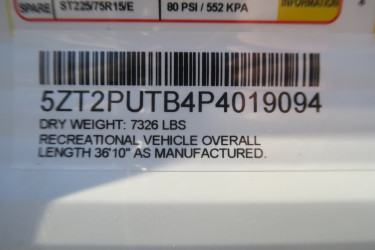 SPARE ST225/75R15/E 80 PSI / 552 KPA INFORMATION
5ZT2PUTB4P4019094
DRY WEIGHT: 7326 LBS
RECREATIONAL VEHICLE OVERALL
LENGTH 36'10" AS MANUFACTURED.